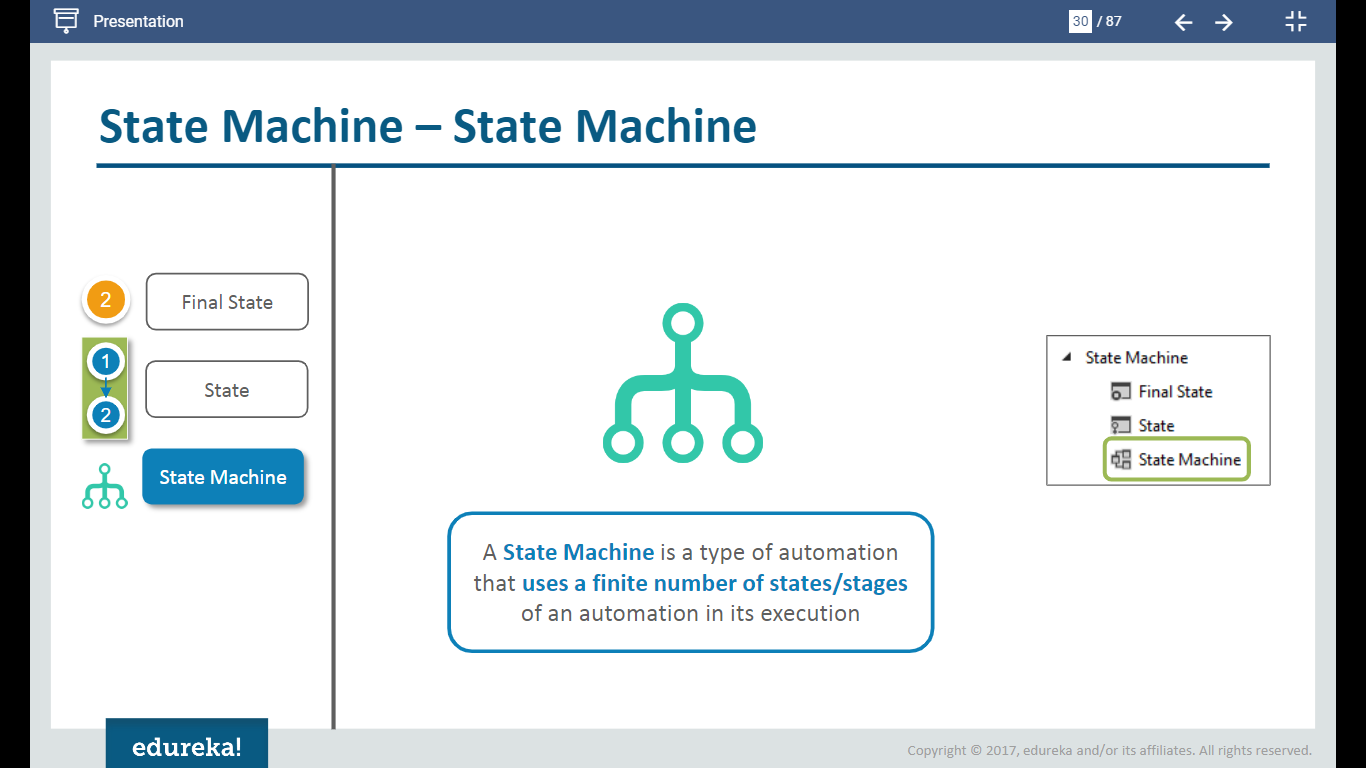 Presentation
30 / 87
State Machine – State Machine
2
Final State
1
2
State
State Machine
A State Machine is a type of automation
that uses a finite number of states/stages
of an automation in its execution
State Machine
Final State
State
State Machine
edureka!
Copyright © 2017, edureka and/or its affiliates. All rights reserved.